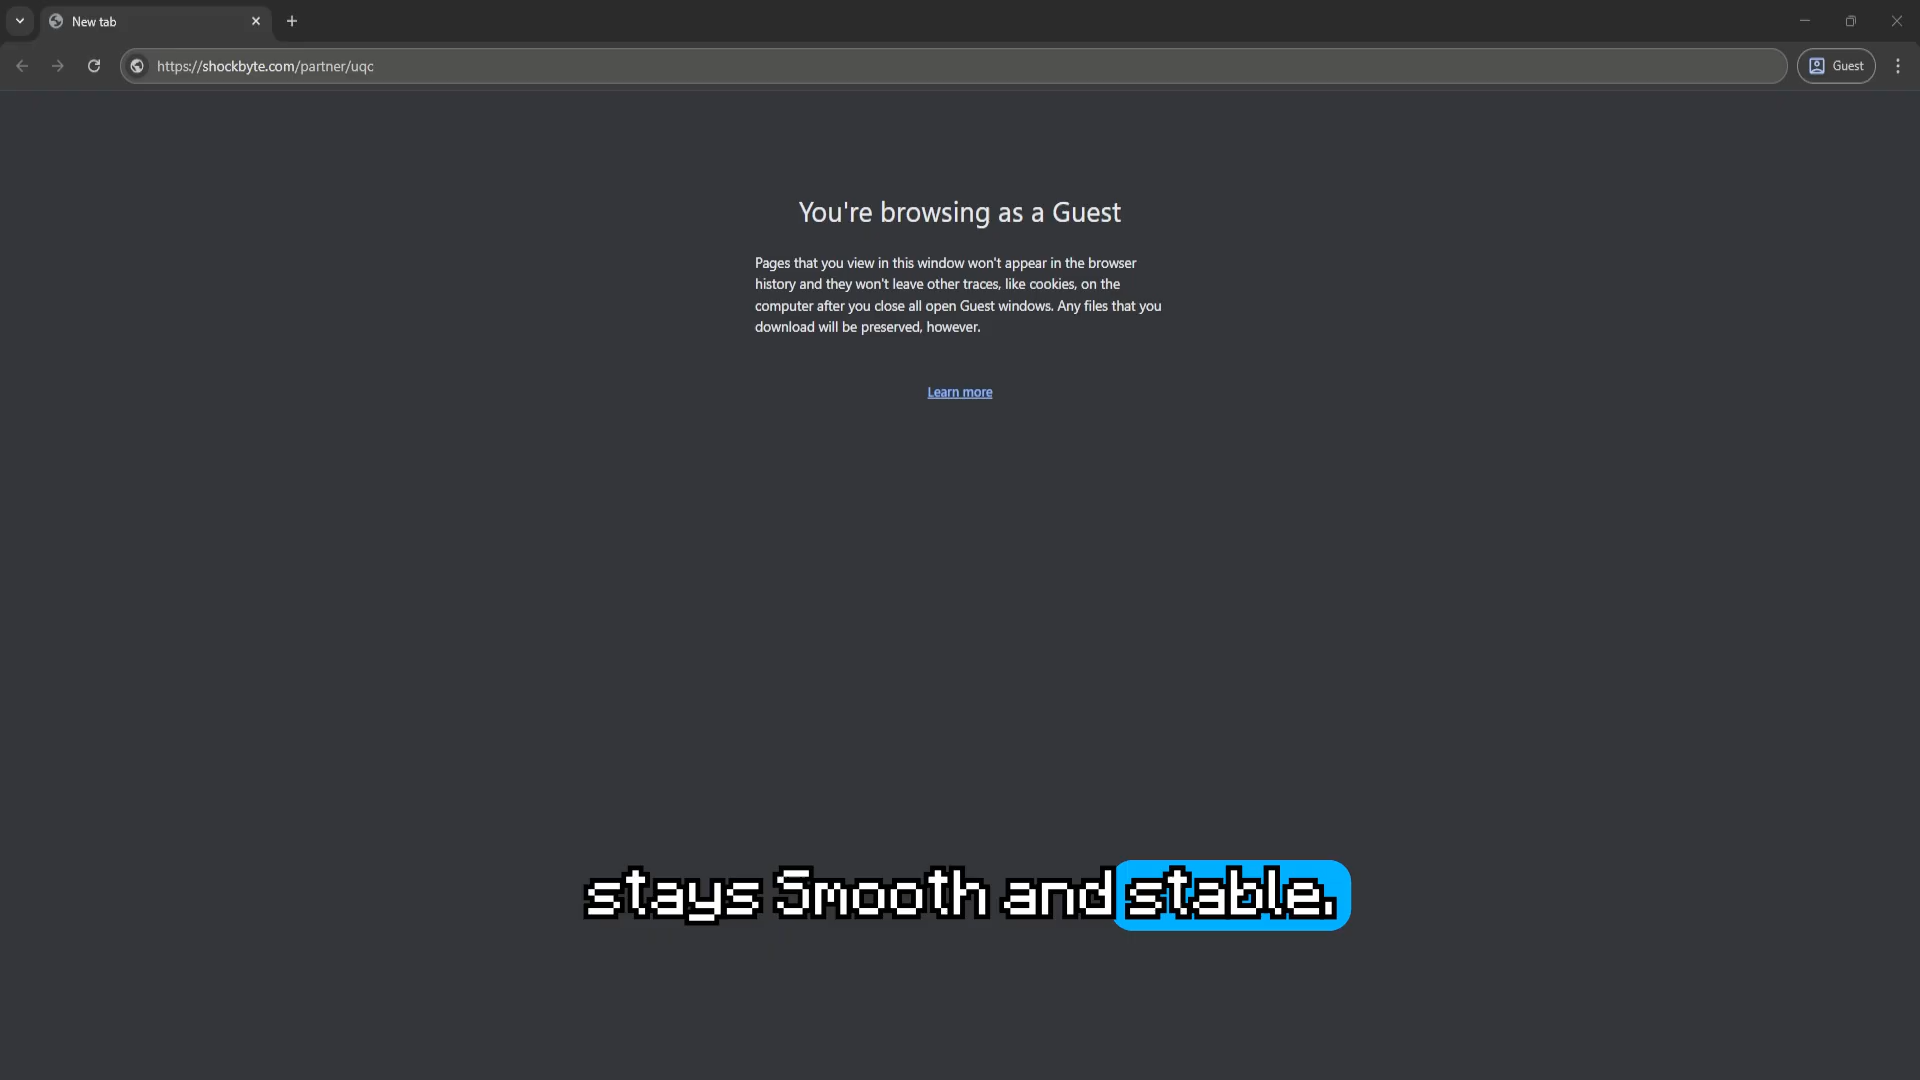 New tab
https://shockbyte.com/partner/uqc
Guest
You're browsing as a Guest
Pages that you view in this window won't appear in the browser
history and they won't leave other traces, like cookies, on the
computer after you close all open Guest windows. Any files that you
download will be preserved, however.
Learn more
stays Smooth and stable.